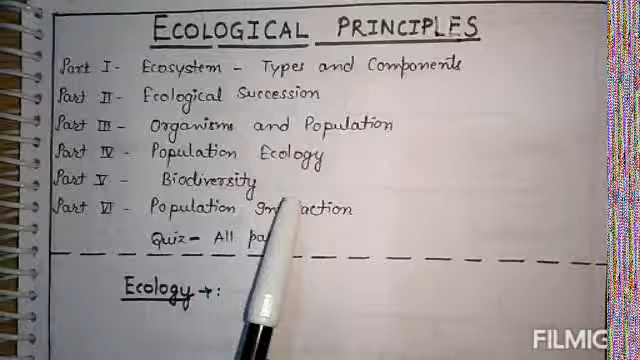 ECOLOGICAL PRINCIPLES
Part I - Ecosystem - Types and Components
Part II - Ecological Succession
Part III - Organisms and Population
Part IV - Population Ecology
Part V - Biodiversity
Part VI - Population
Quiz - All
Ecology → :
FILMIG